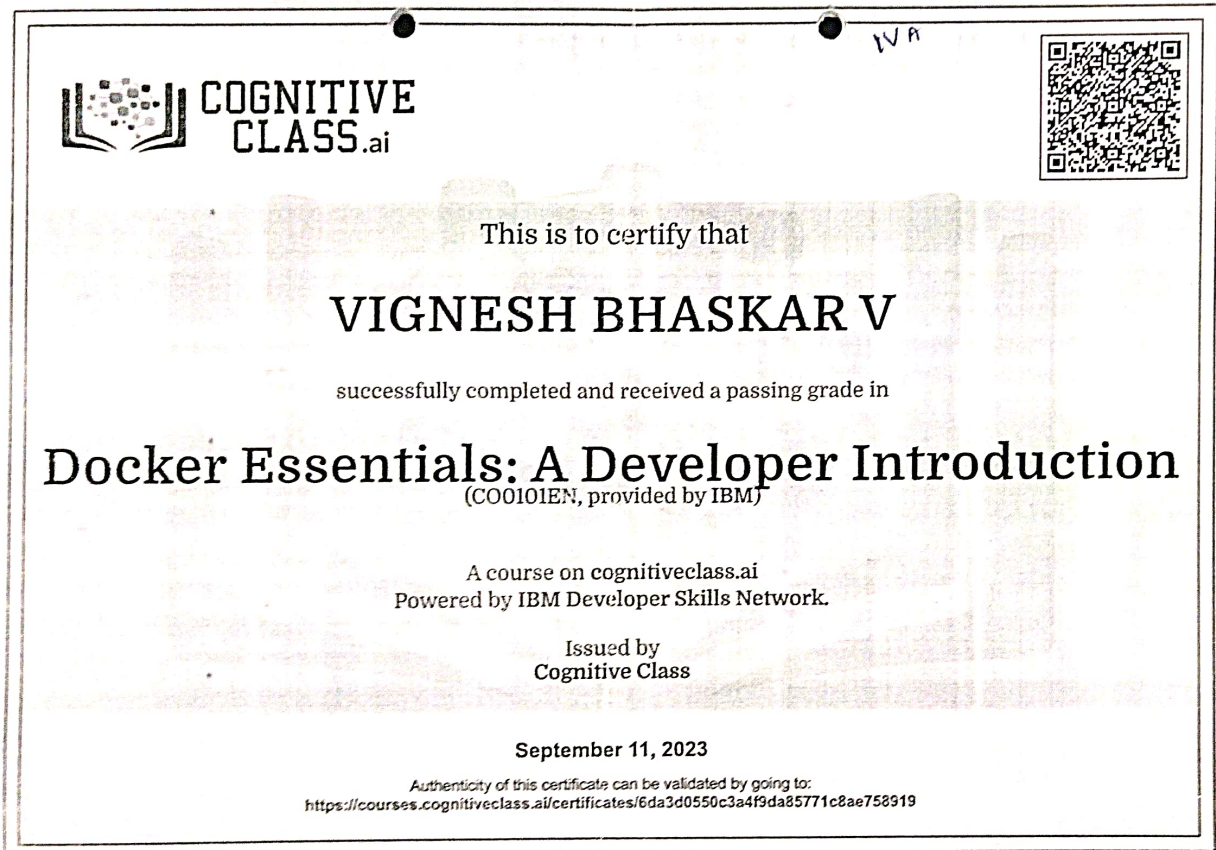 IV A
COGNITIVE
CLASS.ai
This is to certify that
VIGNESH BHASKAR V
successfully completed and received a passing grade in
Docker Essentials: A Developer Introduction
(CO0101EN, provided by IBM)
A course on cognitiveclass.ai
Powered by IBM Developer Skills Network.
Issued by
Cognitive Class
September 11, 2023
Authenticity of this certificate can be validated by going to:
https://courses.cognitiveclass.ai/certificates/6da3d0550c3a4f9da85771c8ae758919